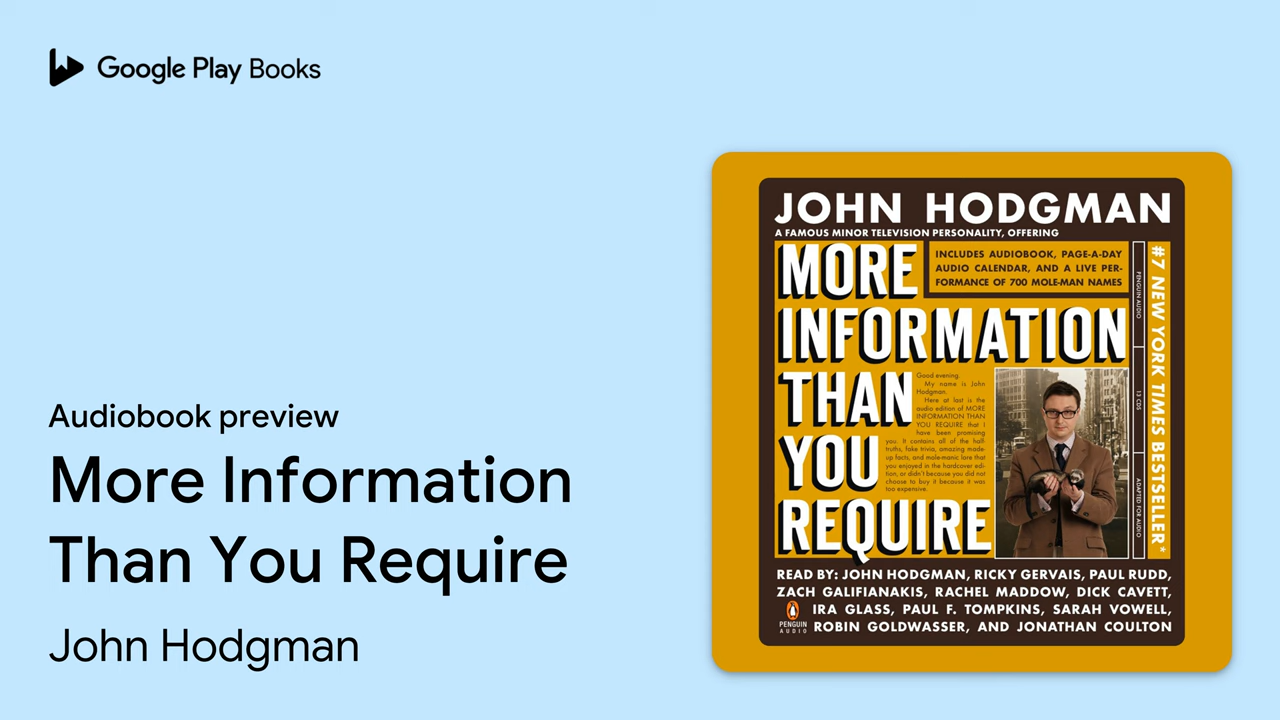 Google Play Books
Audiobook preview
More Information
Than You Require
John Hodgman
JOHN HODGMAN
A FAMOUS MINOR TELEVISION PERSONALITY, OFFERING
MORE
INFORMATION
THAN
YOU
REQUIRE
INCLUDES AUDIOBOOK, PAGE-A-DAY
AUDIO CALENDAR, AND A LIVE PER-
FORMANCE OF 700 MOLE-MAN NAMES
Good evening.
My name is John
Hodgman.
Here at last is the
audio edition of MORE
INFORMATION THAN
YOU REQUIRE that I
have been promising
you. It contains all of the half-
truths, fake trivia, amazing made-
up facts, and mole-manic lore that
you enjoyed in the hardcover edi-
tion, or didn't because you did not
choose to buy it because it was
too expensive.
PENGUIN AUDIO
13 CDS
ADAPTED FOR AUDIO
#7 NEW YORK TIMES BESTSELLER*
READ BY: JOHN HODGMAN, RICKY GERVAIS, PAUL RUDD,
ZACH GALIFIANAKIS, RACHEL MADDOW, DICK CAVETT,
IRA GLASS, PAUL F. TOMPKINS, SARAH VOWELL,
ROBIN GOLDWASSER, AND JONATHAN COULTON
PENGUIN
AUDIO